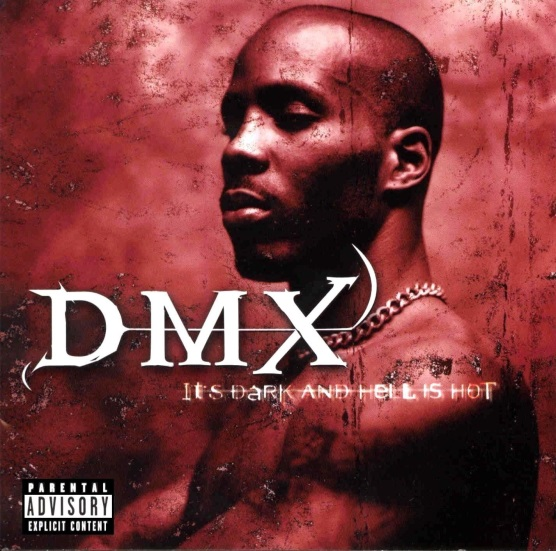 DMX
IT'S DARK AND HELL IS HOT
PARENTAL
ADVISORY
EXPLICIT CONTENT